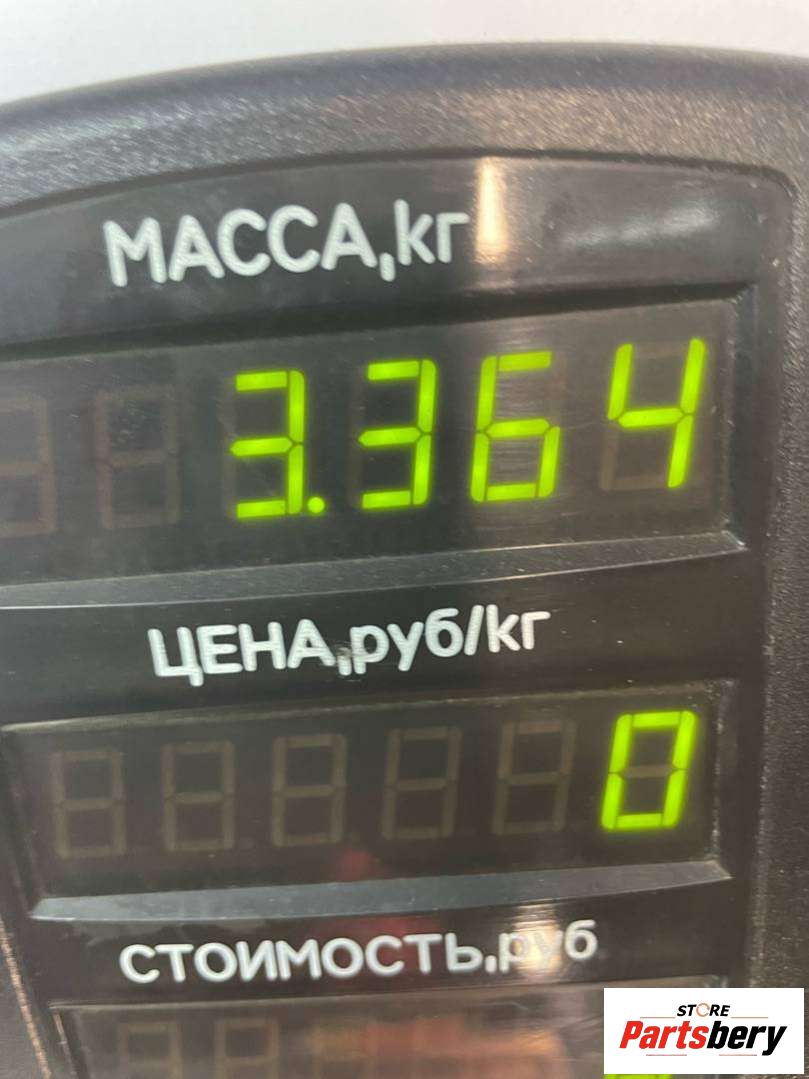 МАССА,кг
3.364
ЦЕНА,руб/кг
0
СТОИМОСТЬ,руб
STORE
Partsbery